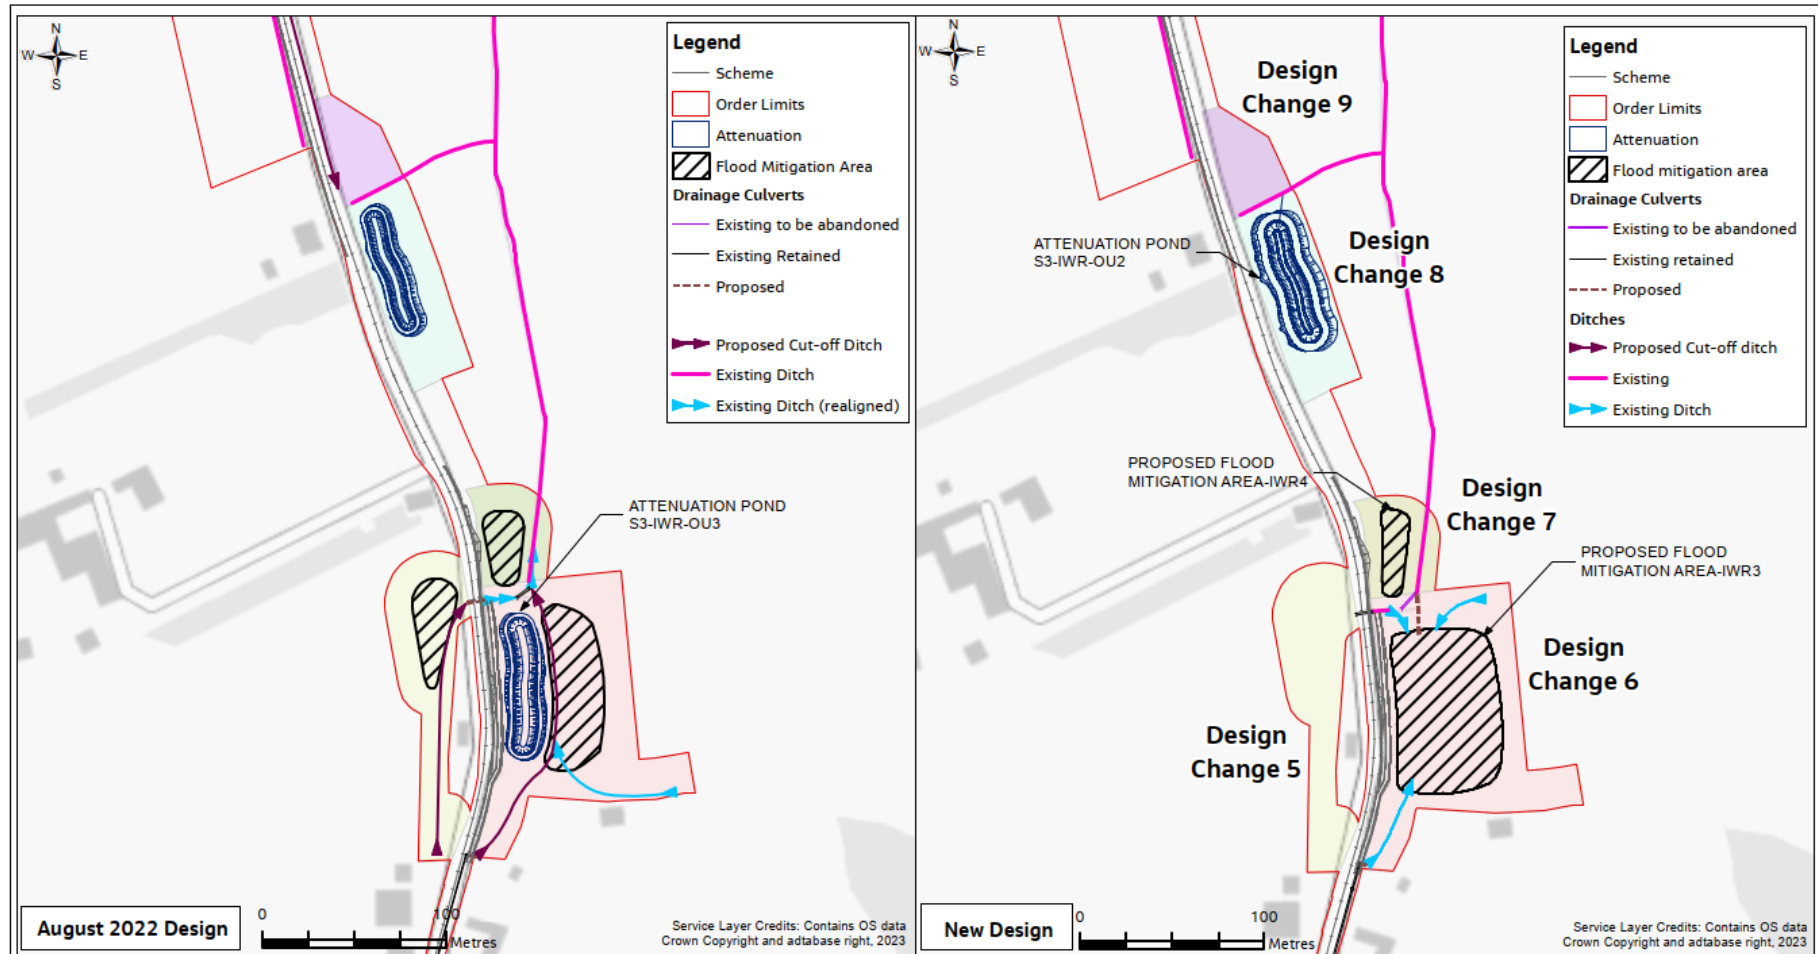 N
W E
S
Legend
Scheme
Order Limits
Attenuation
Flood Mitigation Area
Drainage Culverts
Existing to be abandoned
Existing Retained
Proposed
Proposed Cut-off Ditch
Existing Ditch
Existing Ditch (realigned)
ATTENUATION POND
S3-IWR-OU3
August 2022 Design
0 100
Metres
Service Layer Credits: Contains OS data
Crown Copyright and adtabase right, 2023
N
W E
S
Design
Change 9
Legend
Scheme
Order Limits
Attenuation
Flood mitigation area
Drainage Culverts
Existing to be abandoned
Existing retained
Proposed
Ditches
Proposed Cut-off ditch
Existing
Existing Ditch
ATTENUATION POND
S3-IWR-OU2
Design
Change 8
PROPOSED FLOOD
MITIGATION AREA-IWR4
Design
Change 7
PROPOSED FLOOD
MITIGATION AREA-IWR3
Design
Change 6
Design
Change 5
New Design
0 100
Metres
Service Layer Credits: Contains OS data
Crown Copyright and adtabase right, 2023